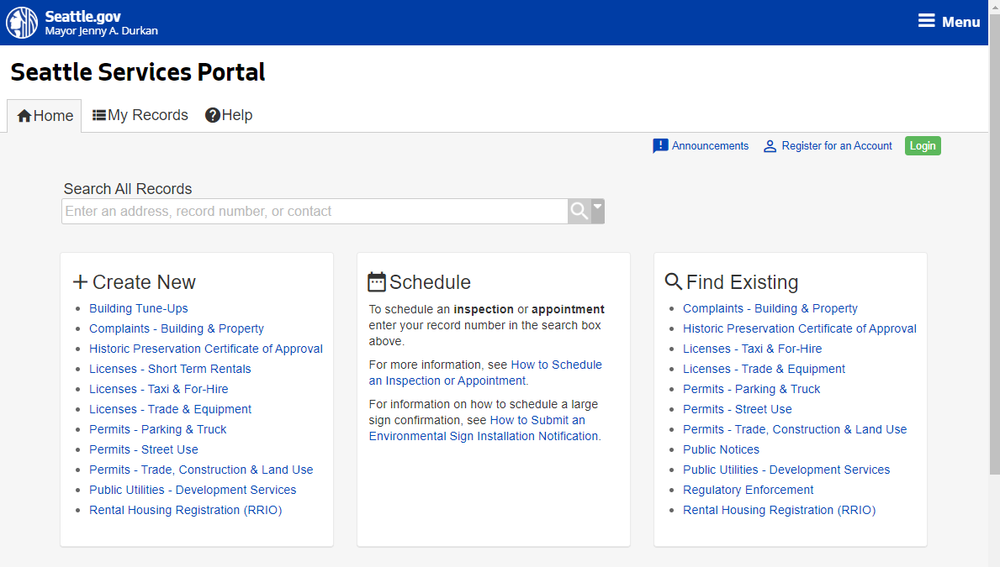 Seattle.gov
Mayor Jenny A. Durkan
Menu
Seattle Services Portal
Home
My Records
Help
Announcements
Register for an Account
Login
Search All Records
Enter an address, record number, or contact
Create New
Building Tune-Ups
Complaints - Building & Property
Historic Preservation Certificate of Approval
Licenses - Short Term Rentals
Licenses - Taxi & For-Hire
Licenses - Trade & Equipment
Permits - Parking & Truck
Permits - Street Use
Permits - Trade, Construction & Land Use
Public Utilities - Development Services
Rental Housing Registration (RRIO)
Schedule
To schedule an inspection or appointment
enter your record number in the search box
above.
For more information, see How to Schedule
an Inspection or Appointment.
For information on how to schedule a large
sign confirmation, see How to Submit an
Environmental Sign Installation Notification.
Find Existing
Complaints - Building & Property
Historic Preservation Certificate of Approval
Licenses - Taxi & For-Hire
Licenses - Trade & Equipment
Permits - Parking & Truck
Permits - Street Use
Permits - Trade, Construction & Land Use
Public Notices
Public Utilities - Development Services
Regulatory Enforcement
Rental Housing Registration (RRIO)